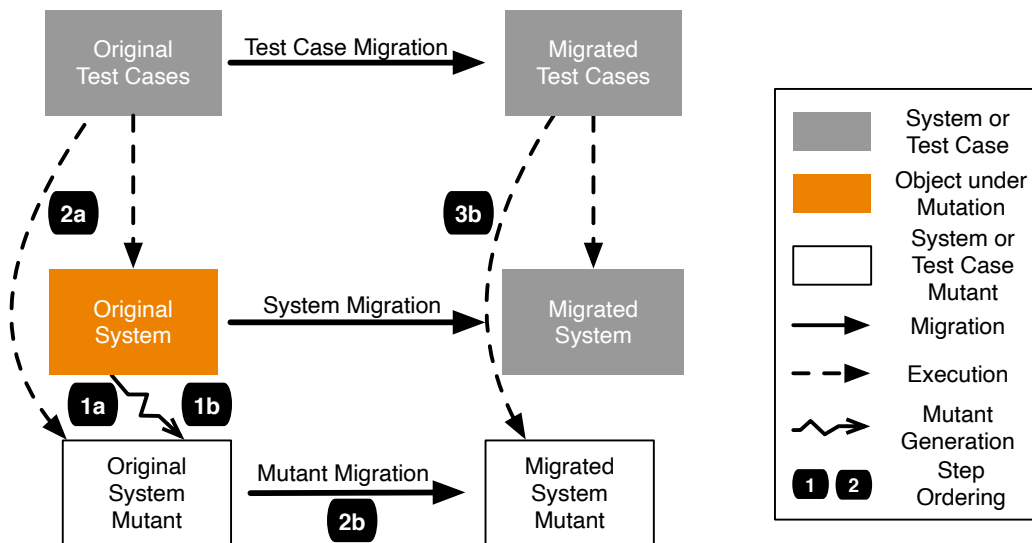 Original
Test Cases
Test Case Migration
Migrated
Test Cases
2a
3b
Original
System
System Migration
Migrated
System
1a
1b
Original
System
Mutant
Mutant Migration
2b
Migrated
System
Mutant
System or
Test Case
Object under
Mutation
System or
Test Case
Mutant
Migration
Execution
Mutant
Generation
1 2
Step
Ordering